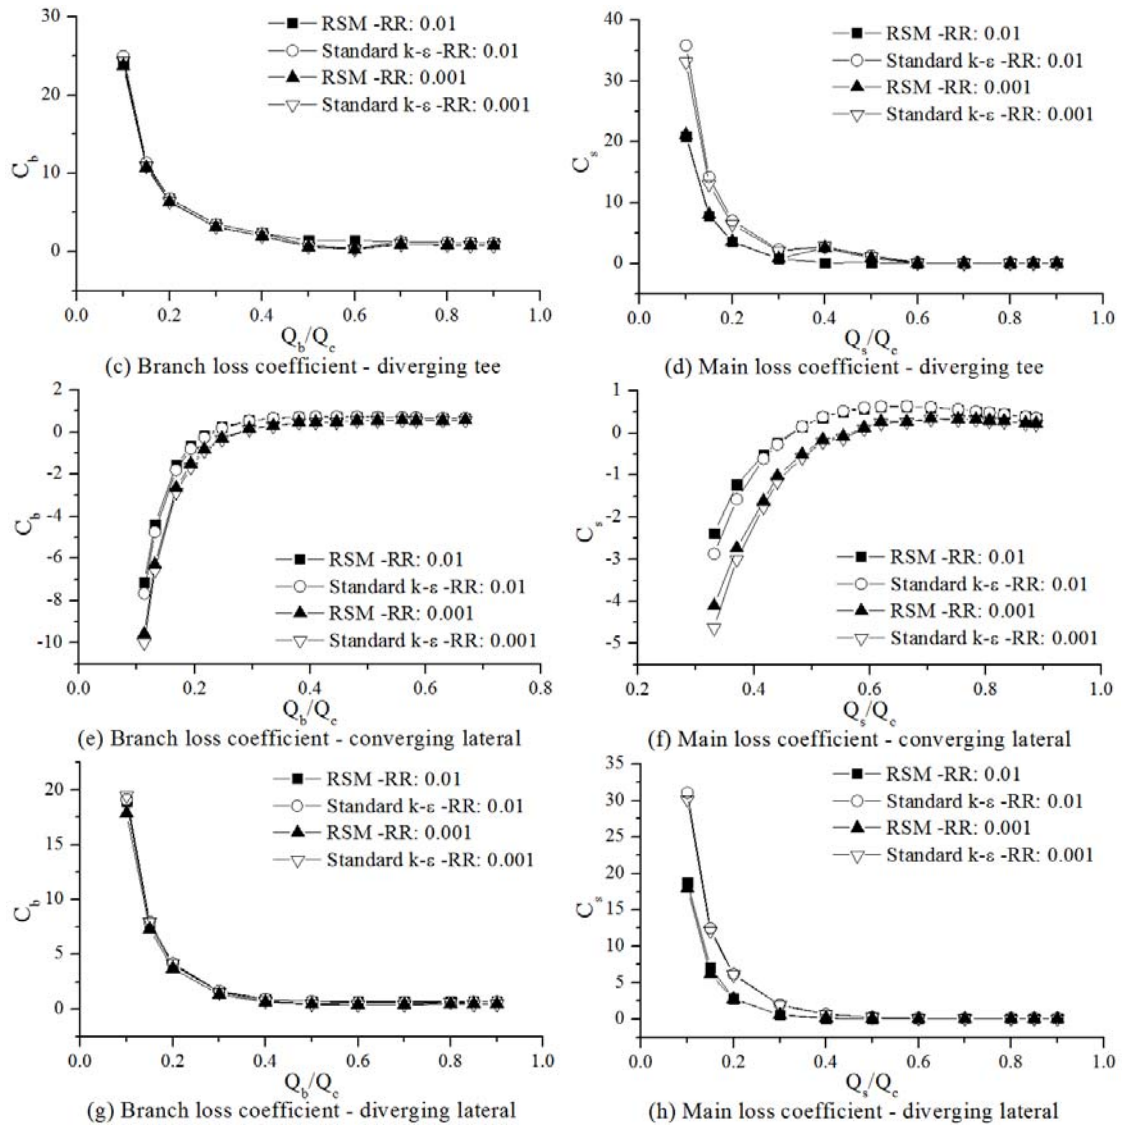 30
20
10
0
C_b
RSM -RR: 0.01
Standard k-ε -RR: 0.01
RSM -RR: 0.001
Standard k-ε -RR: 0.001
0.0 0.2 0.4 0.6 0.8 1.0
Q_b/Q_c
(c) Branch loss coefficient - diverging tee
40
30
20
10
0
C_s
RSM -RR: 0.01
Standard k-ε -RR: 0.01
RSM -RR: 0.001
Standard k-ε -RR: 0.001
0.0 0.2 0.4 0.6 0.8 1.0
Q_s/Q_c
(d) Main loss coefficient - diverging tee
2
0
-2
-4
-6
-8
-10
C_b
RSM -RR: 0.01
Standard k-ε -RR: 0.01
RSM -RR: 0.001
Standard k-ε -RR: 0.001
0.0 0.2 0.4 0.6 0.8
Q_b/Q_c
(e) Branch loss coefficient - converging lateral
1
0
-1
-2
-3
-4
-5
C_s
RSM -RR: 0.01
Standard k-ε -RR: 0.01
RSM -RR: 0.001
Standard k-ε -RR: 0.001
0.2 0.4 0.6 0.8 1.0
Q_s/Q_c
(f) Main loss coefficient - converging lateral
20
15
10
5
0
C_b
RSM -RR: 0.01
Standard k-ε -RR: 0.01
RSM -RR: 0.001
Standard k-ε -RR: 0.001
0.0 0.2 0.4 0.6 0.8 1.0
Q_b/Q_c
(g) Branch loss coefficient - diverging lateral
35
30
25
20
15
10
5
0
C_s
RSM -RR: 0.01
Standard k-ε -RR: 0.01
RSM -RR: 0.001
Standard k-ε -RR: 0.001
0.0 0.2 0.4 0.6 0.8 1.0
Q_s/Q_c
(h) Main loss coefficient - diverging lateral